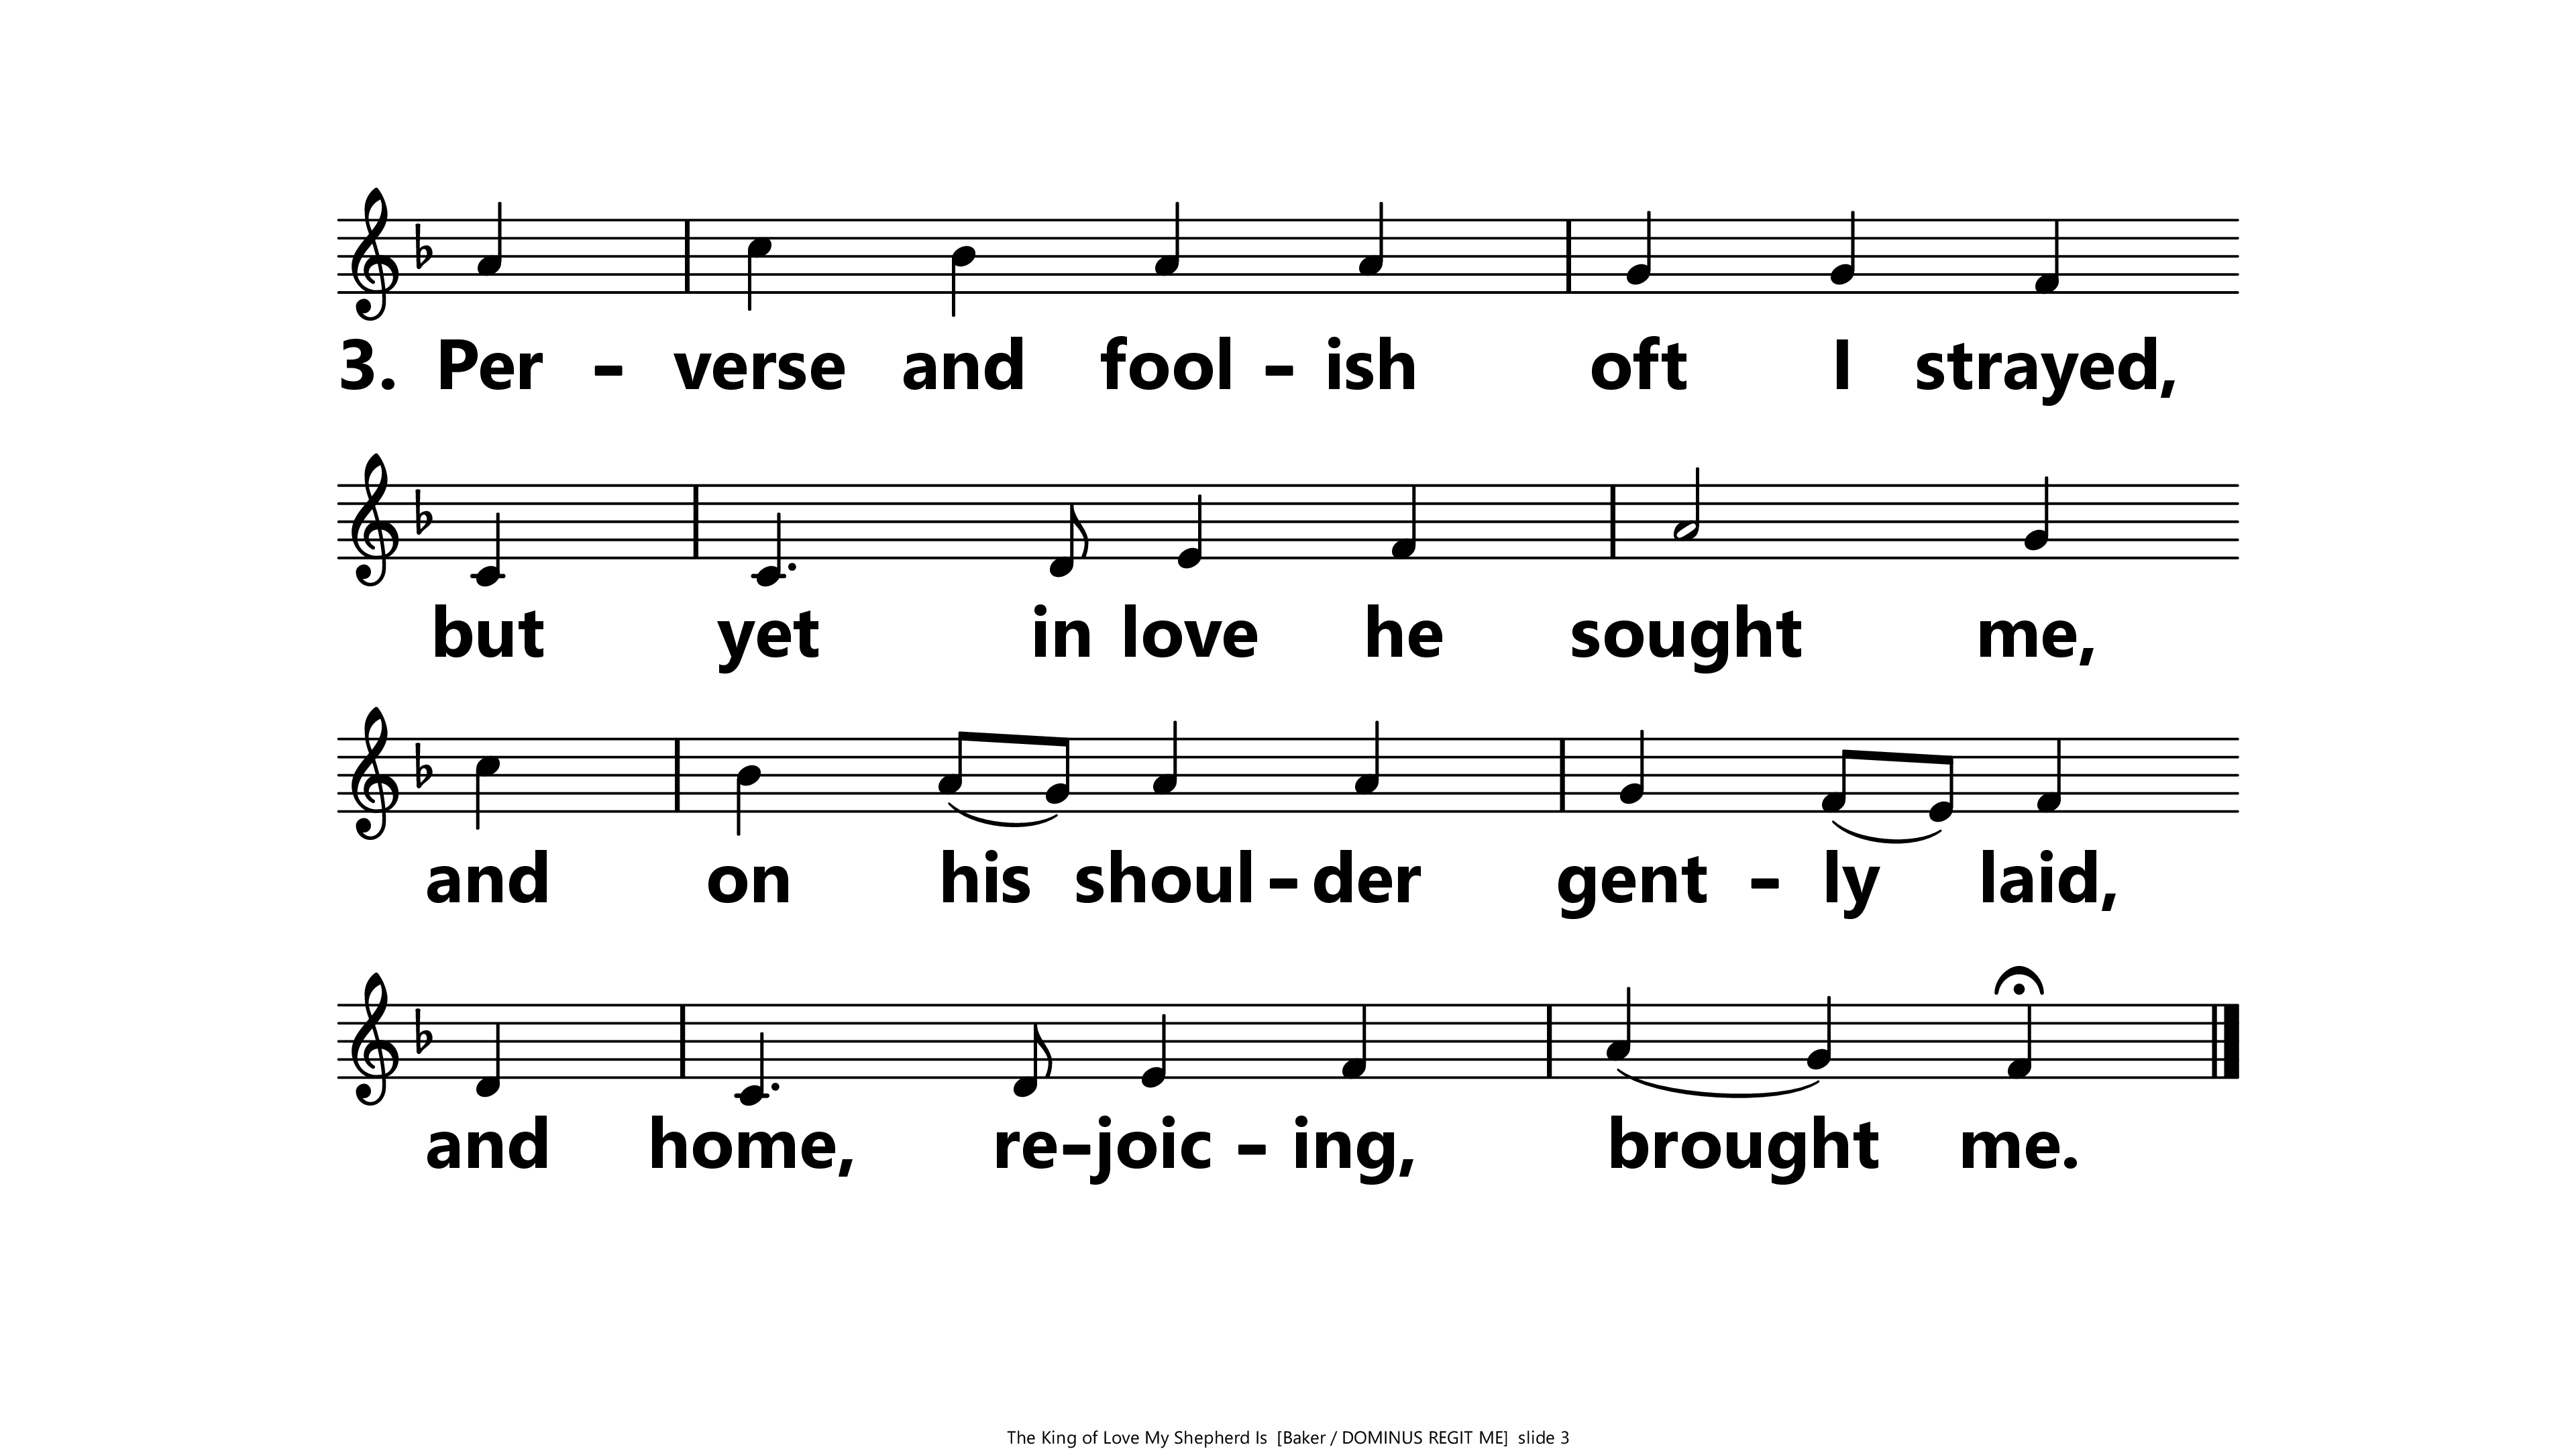 3. Per - verse and fool - ish oft I strayed,
but yet in love he sought me,
and on his shoul - der gent - ly laid,
and home, re - joic - ing, brought me.
The King of Love My Shepherd Is [Baker / DOMINUS REGIT ME] slide 3